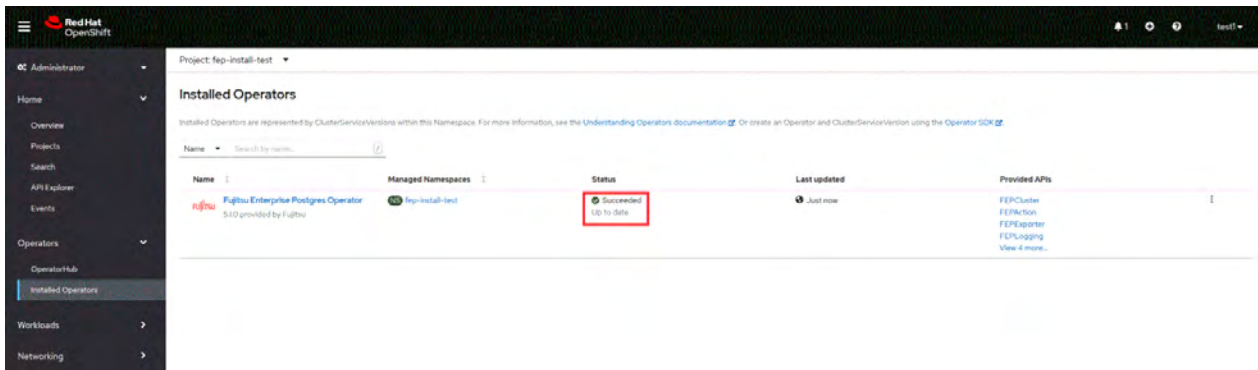 Red Hat
OpenShift
1
test1
Administrator
Project: fep-install-test
Home
Installed Operators
Overview
Installed Operators are represented by ClusterServiceVersions within this Namespace. For more information, see the Understanding Operators documentation. Or create an Operator and ClusterServiceVersion using the Operator SDK.
Projects
Name Search by name... /
Search
Name Managed Namespaces Status Last updated Provided APIs
API Explorer
Events
FUJITSU Fujitsu Enterprise Postgres Operator NS fep-install-test Succeeded Just now FEPCluster
5.1.0 provided by Fujitsu Up to date FEPAction
FEPExporter
FEPLogging
View 4 more...
Operators
OperatorHub
Installed Operators
Workloads
Networking